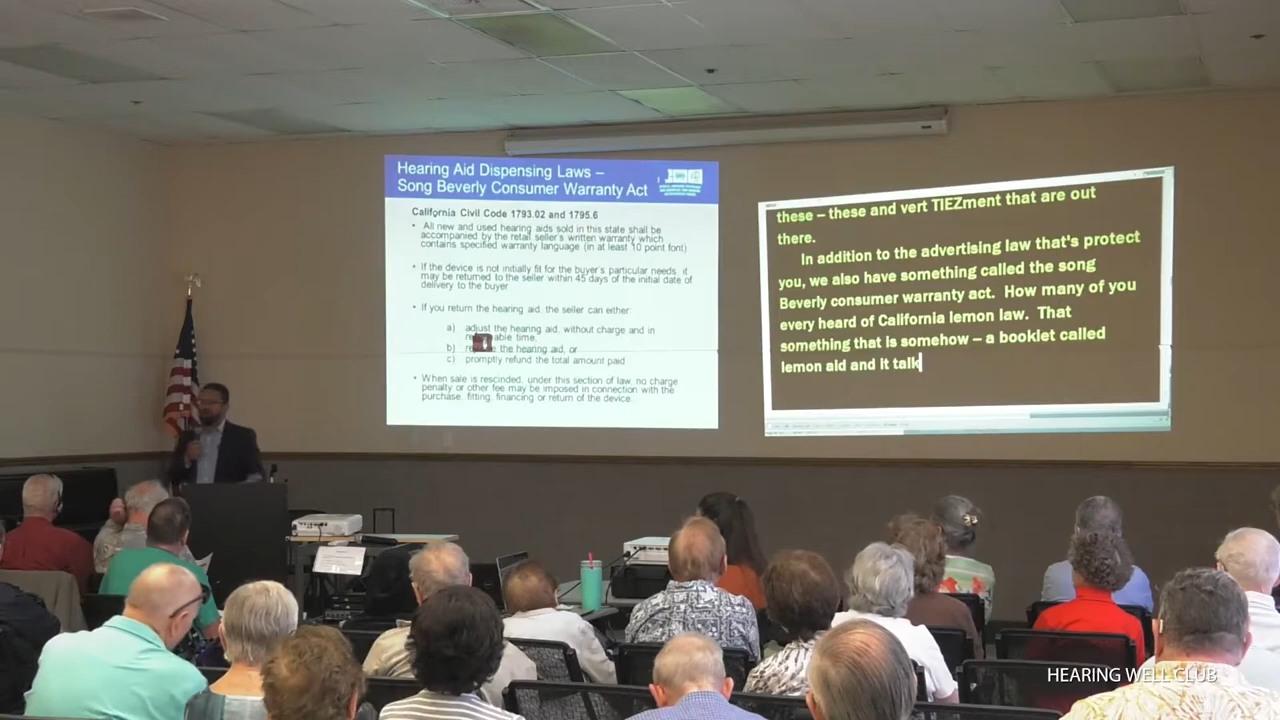 Hearing Aid Dispensing Laws –
Song Beverly Consumer Warranty Act
California Civil Code 1793.02 and 1795.6
• All new and used hearing aids sold in this state shall be
accompanied by the retail seller's written warranty which
contains specified warranty language (in at least 10 point font)
• If the device is not initially fit for the buyer's particular needs, it
may be returned to the seller within 45 days of the initial date of
delivery to the buyer
• If you return the hearing aid, the seller can either:
a) adjust the hearing aid, without charge and in
time,
b) the hearing aid, or
c) promptly refund the total amount paid
• When sale is rescinded, under this section of law, no charge
penalty or other fee may be imposed in connection with the
purchase, fitting, financing or return of the device.
these – these and vert TIEZment that are out
there.
In addition to the advertising law that's protect
you, we also have something called the song
Beverly consumer warranty act. How many of you
every heard of California lemon law. That
something that is somehow – a booklet called
lemon aid and it talk
HEARING WELL CLUB